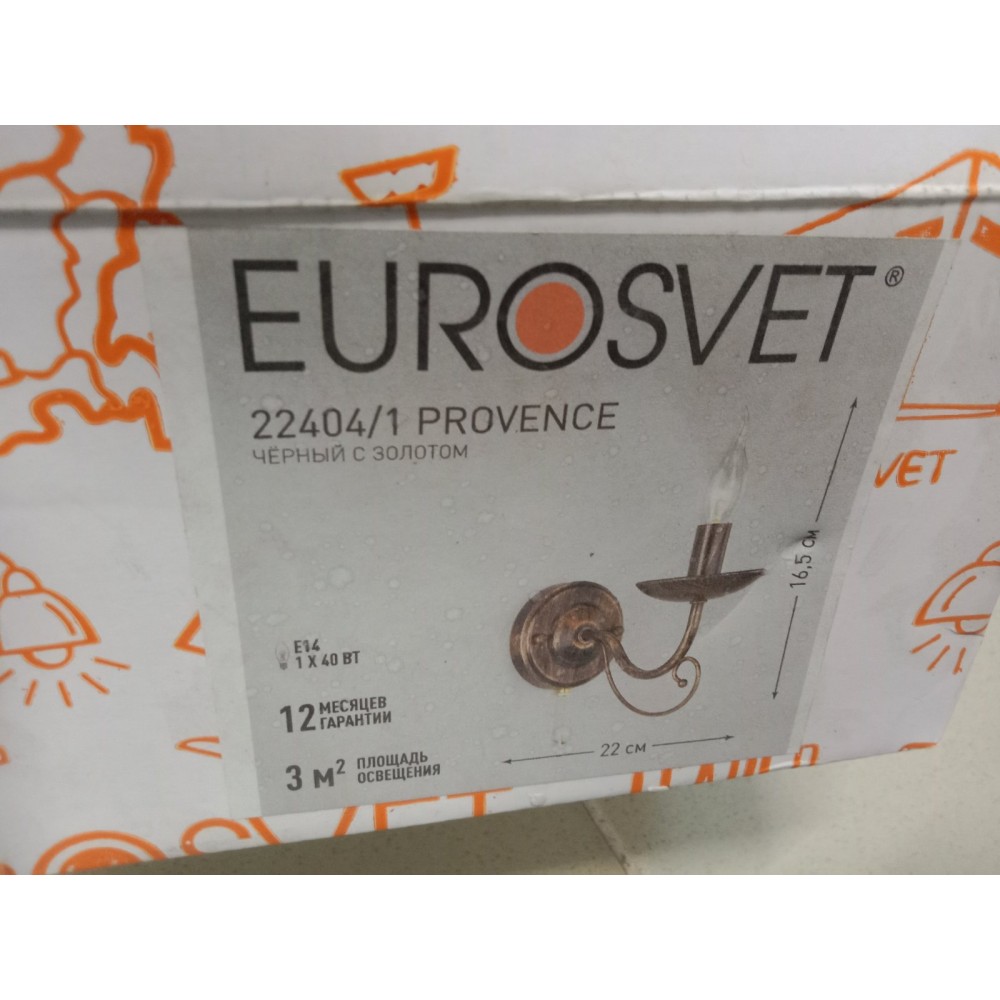 EUROSVET®
22404/1 PROVENCE
ЧЁРНЫЙ С ЗОЛОТОМ
E14
1 X 40 ВТ
12 МЕСЯЦЕВ
ГАРАНТИИ
3 м² ПЛОЩАДЬ
ОСВЕЩЕНИЯ
16,5 см
22 см
VET
OSVET